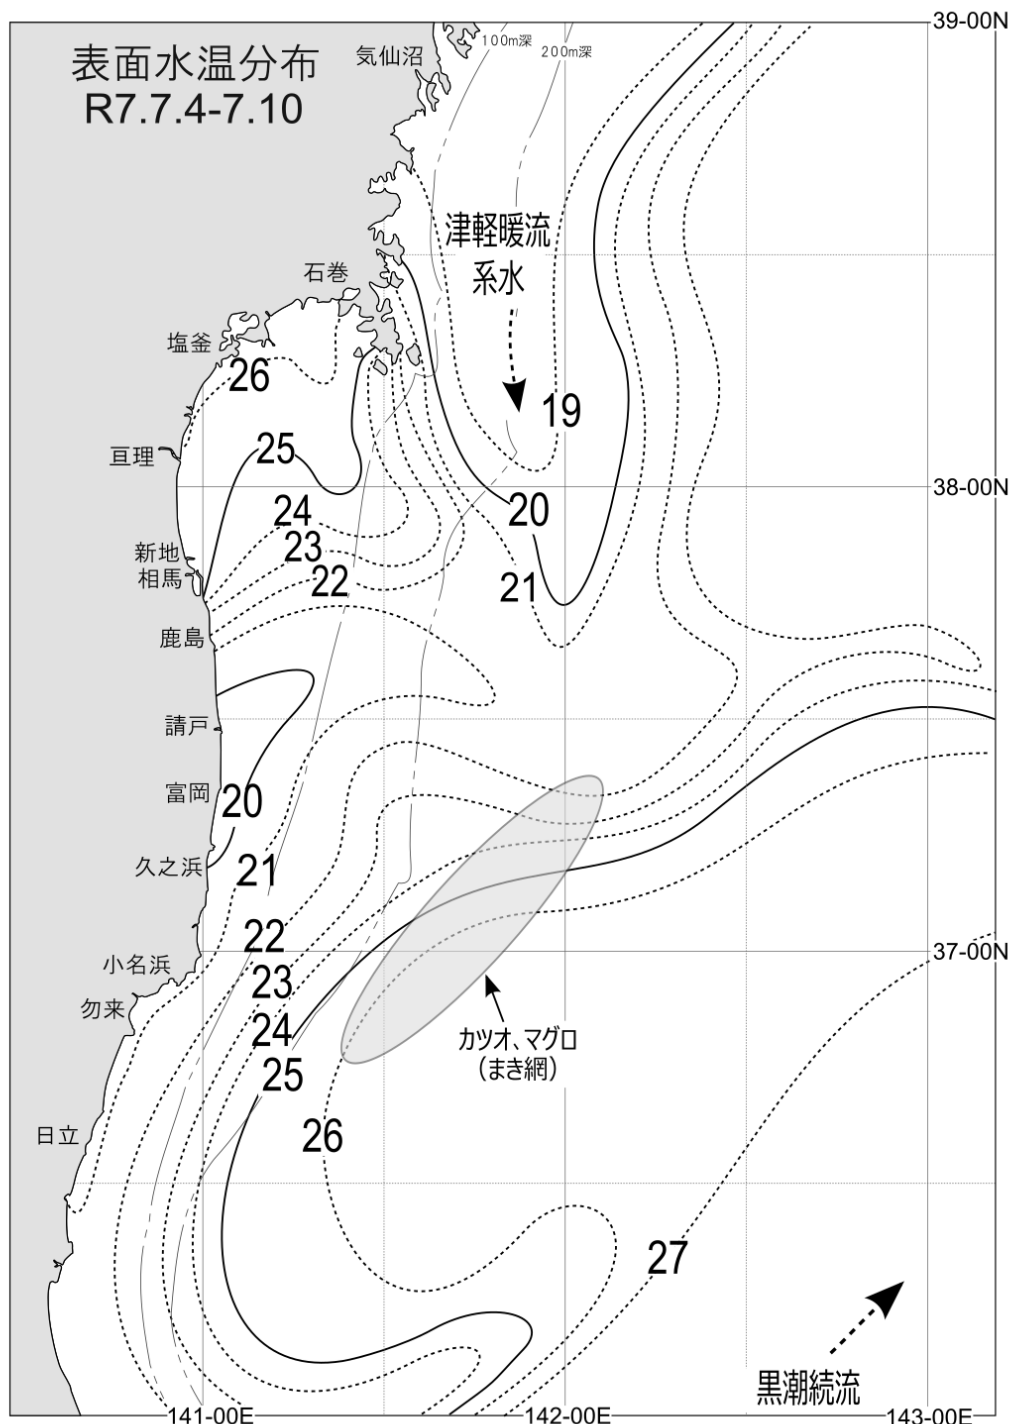 39-00N
表面水温分布
R7.7.4-7.10
気仙沼
100m深
200m深
津軽暖流
系水
石巻
塩釜
26
19
25
亘理
38-00N
24
20
23
新地
22
21
相馬
鹿島
請戸
富岡
20
久之浜
21
22
37-00N
小名浜
23
勿来
24
カツオ、マグロ
(まき網)
25
26
日立
27
黒潮続流
141-00E
142-00E
143-00E